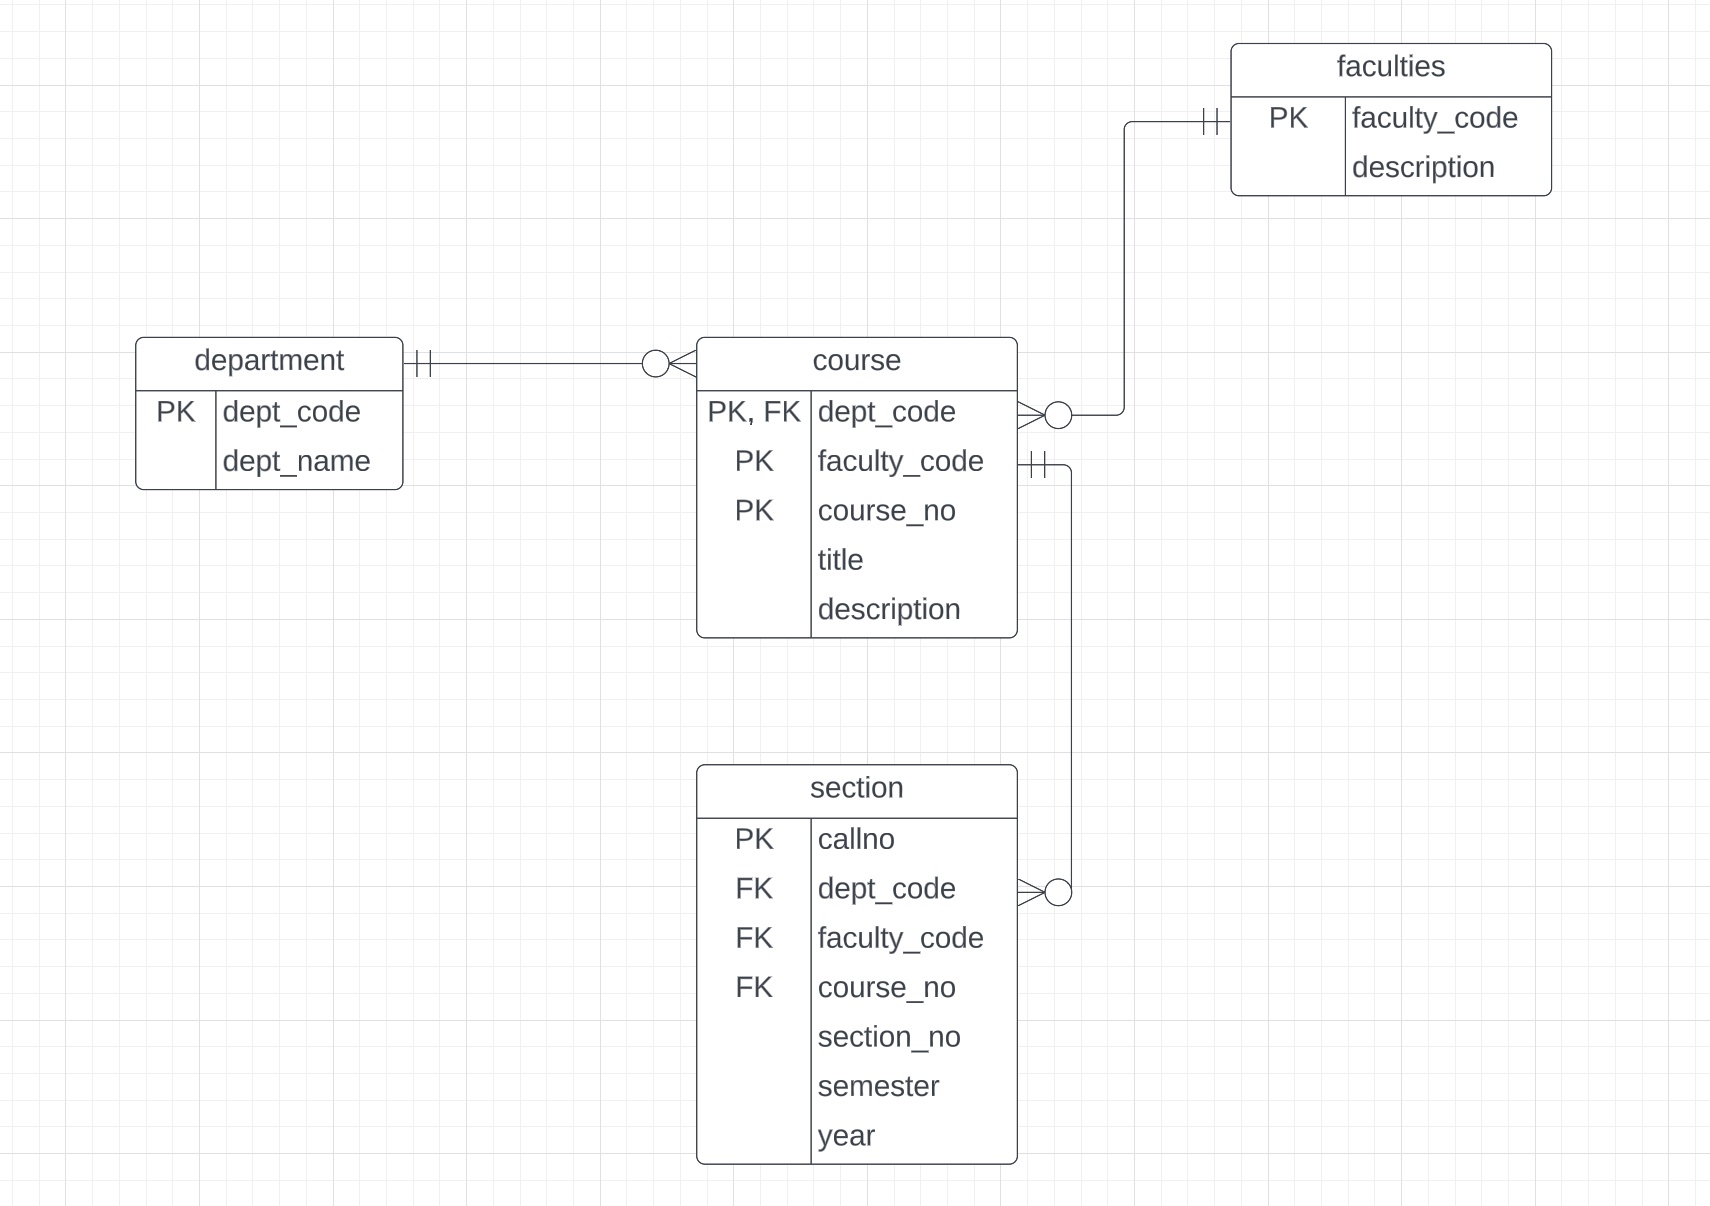 faculties
PK faculty_code
description
department
PK dept_code
dept_name
course
PK, FK dept_code
PK faculty_code
PK course_no
title
description
section
PK callno
FK dept_code
FK faculty_code
FK course_no
section_no
semester
year